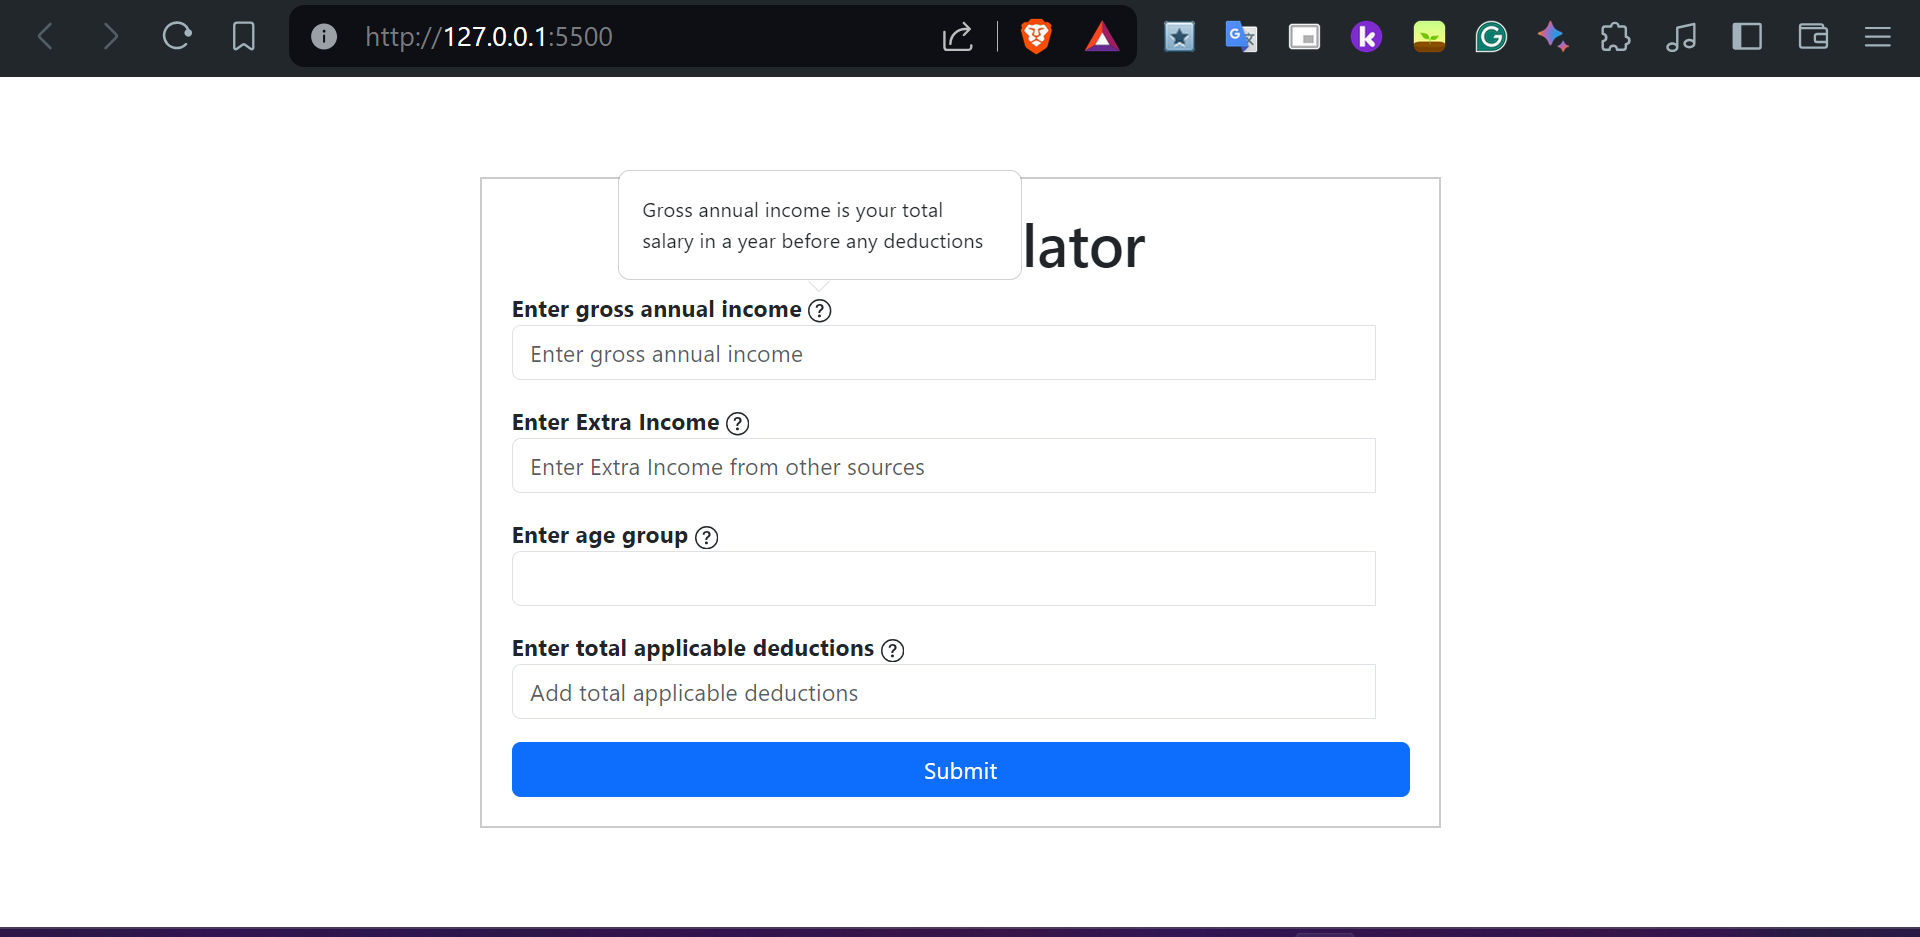 http://127.0.0.1:5500
Gross annual income is your total
salary in a year before any deductions
lator
Enter gross annual income ?
Enter gross annual income
Enter Extra Income ?
Enter Extra Income from other sources
Enter age group ?
Enter total applicable deductions ?
Add total applicable deductions
Submit